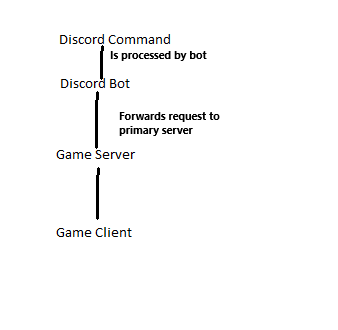 Discord Command
Is processed by bot
Discord Bot
Forwards request to
primary server
Game Server
Game Client